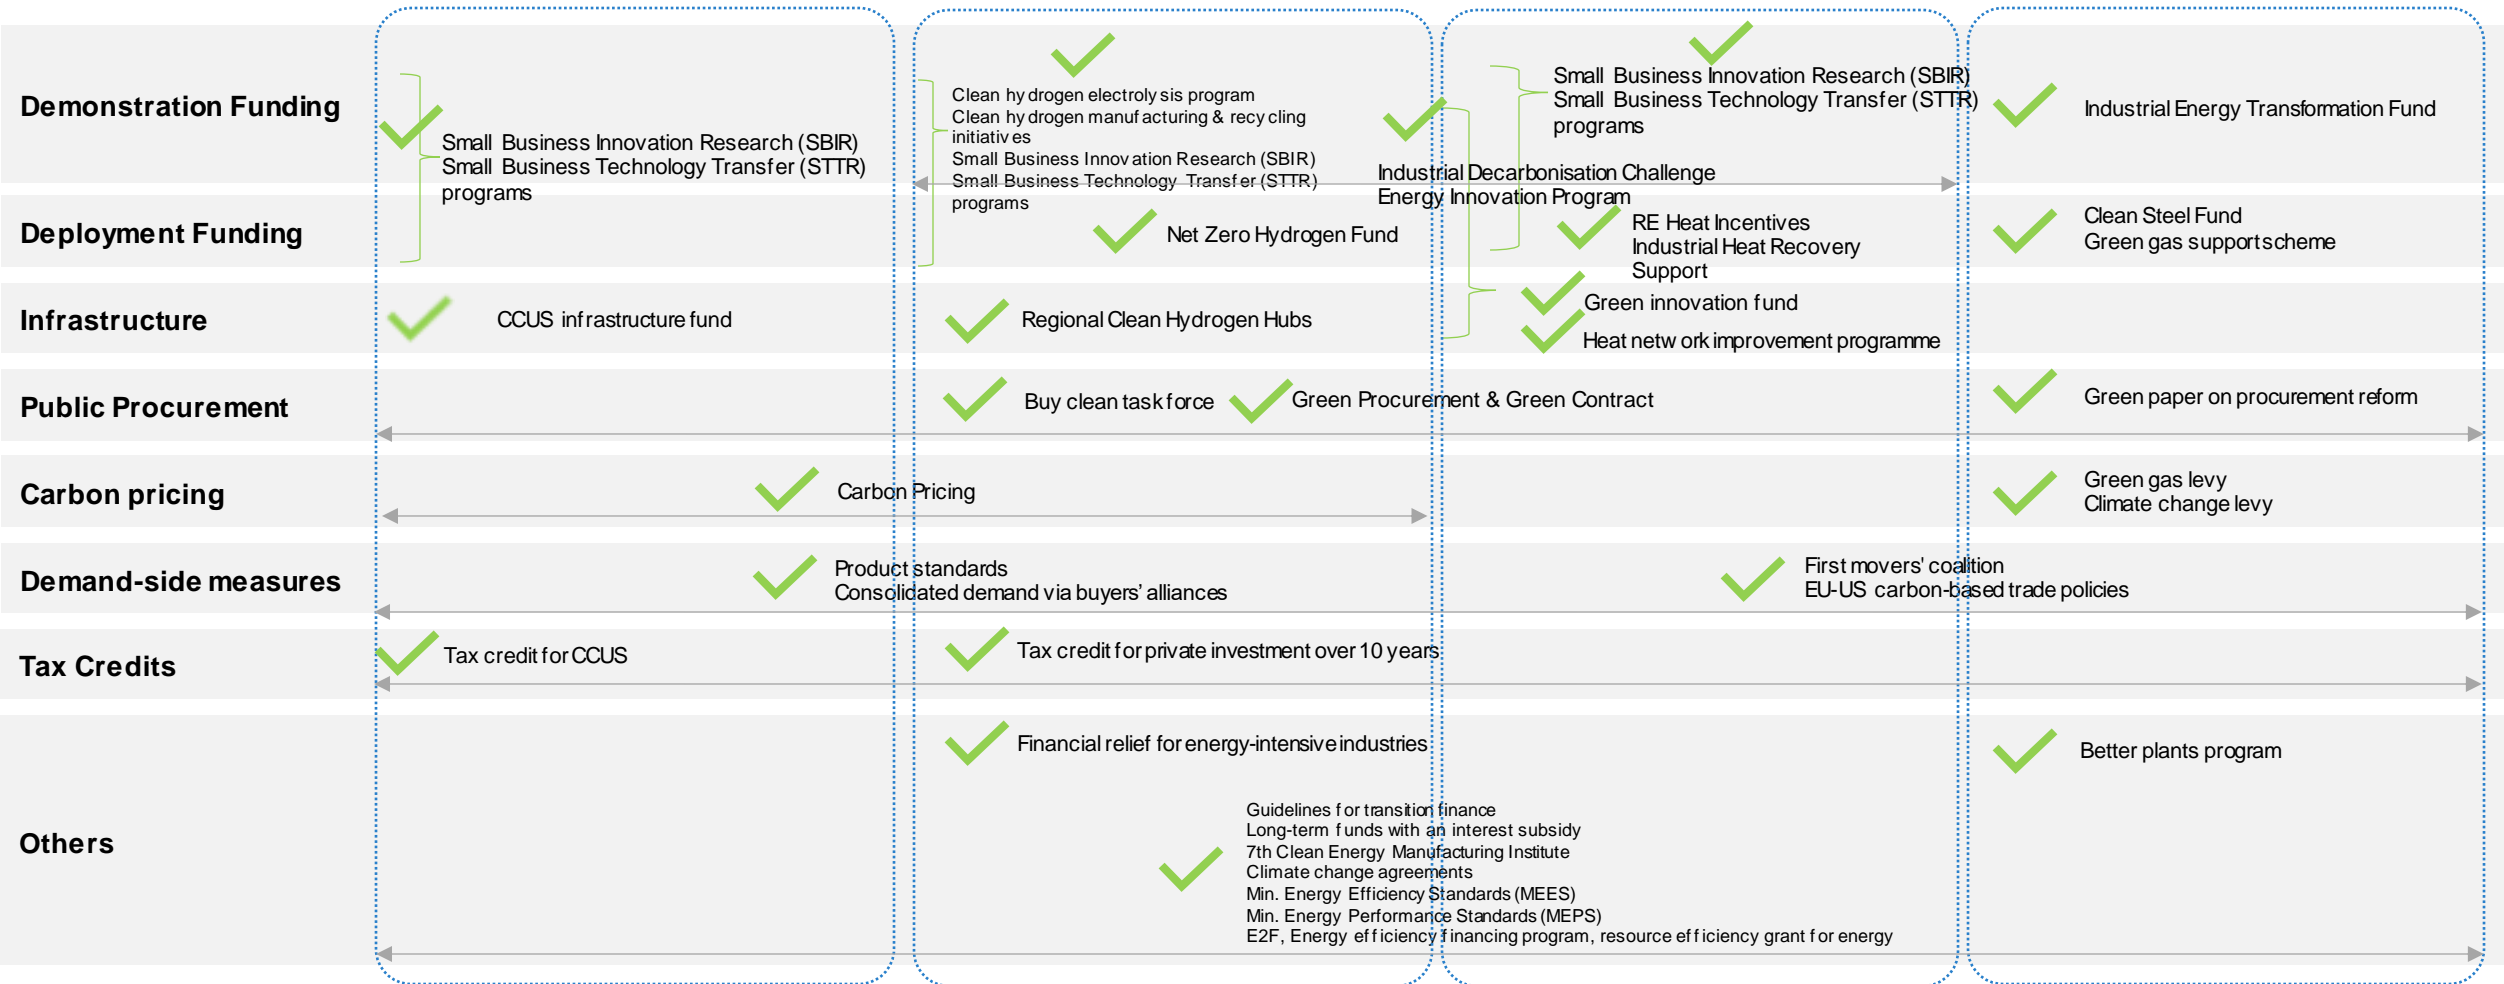 Demonstration Funding
Small Business Innovation Research (SBIR)
Small Business Technology Transfer (STTR)
programs
Clean hydrogen electrolysis program
Clean hydrogen manufacturing & recycling
initiatives
Small Business Innovation Research (SBIR)
Small Business Technology Transfer (STTR)
programs
Small Business Innovation Research (SBIR)
Small Business Technology Transfer (STTR)
programs
Industrial Decarbonisation Challenge
Energy Innovation Program
Industrial Energy Transformation Fund
Deployment Funding
Net Zero Hydrogen Fund
RE Heat Incentives
Industrial Heat Recovery
Support
Clean Steel Fund
Green gas support scheme
Infrastructure
CCUS infrastructure fund
Regional Clean Hydrogen Hubs
Green innovation fund
Heat network improvement programme
Public Procurement
Buy clean task force
Green Procurement & Green Contract
Green paper on procurement reform
Carbon pricing
Carbon Pricing
Green gas levy
Climate change levy
Demand-side measures
Product standards
Consolidated demand via buyers' alliances
First movers' coalition
EU-US carbon-based trade policies
Tax Credits
Tax credit for CCUS
Tax credit for private investment over 10 years
Others
Financial relief for energy-intensive industries
Better plants program
Guidelines for transition finance
Long-term funds with an interest subsidy
7th Clean Energy Manufacturing Institute
Climate change agreements
Min. Energy Efficiency Standards (MEES)
Min. Energy Performance Standards (MEPS)
E2F, Energy efficiency financing program, resource efficiency grant for energy